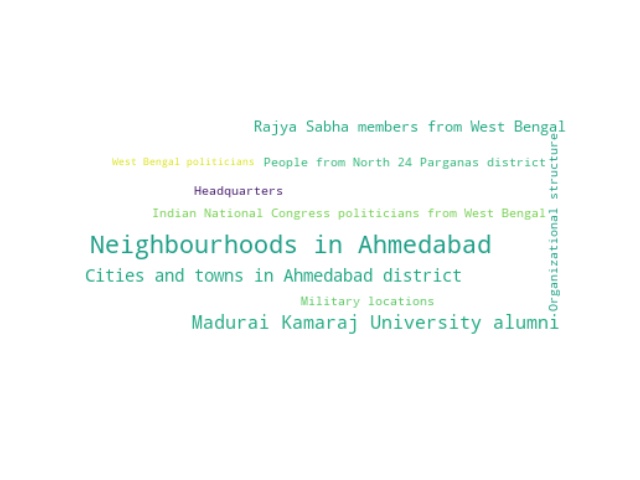 Rajya Sabha members from West Bengal
West Bengal politicians
People from North 24 Parganas district
Organizational structure
Headquarters
Indian National Congress politicians from West Bengal
Neighbourhoods in Ahmedabad
Cities and towns in Ahmedabad district
Military locations
Madurai Kamaraj University alumni